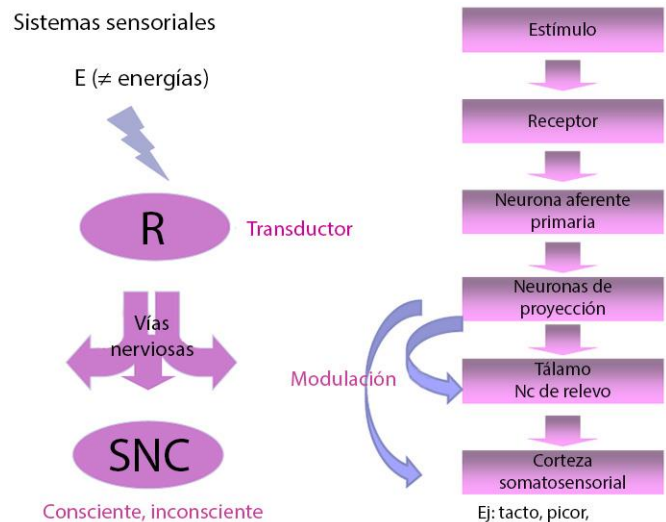 Sistemas sensoriales
E (≠ energías)
R
Transductor
Vías
nerviosas
SNC
Consciente, inconsciente
Estímulo
Receptor
Neurona aferente
primaria
Neuronas de
proyección
Modulación
Tálamo
Nc de relevo
Corteza
somatosensorial
Ej: tacto, picor,